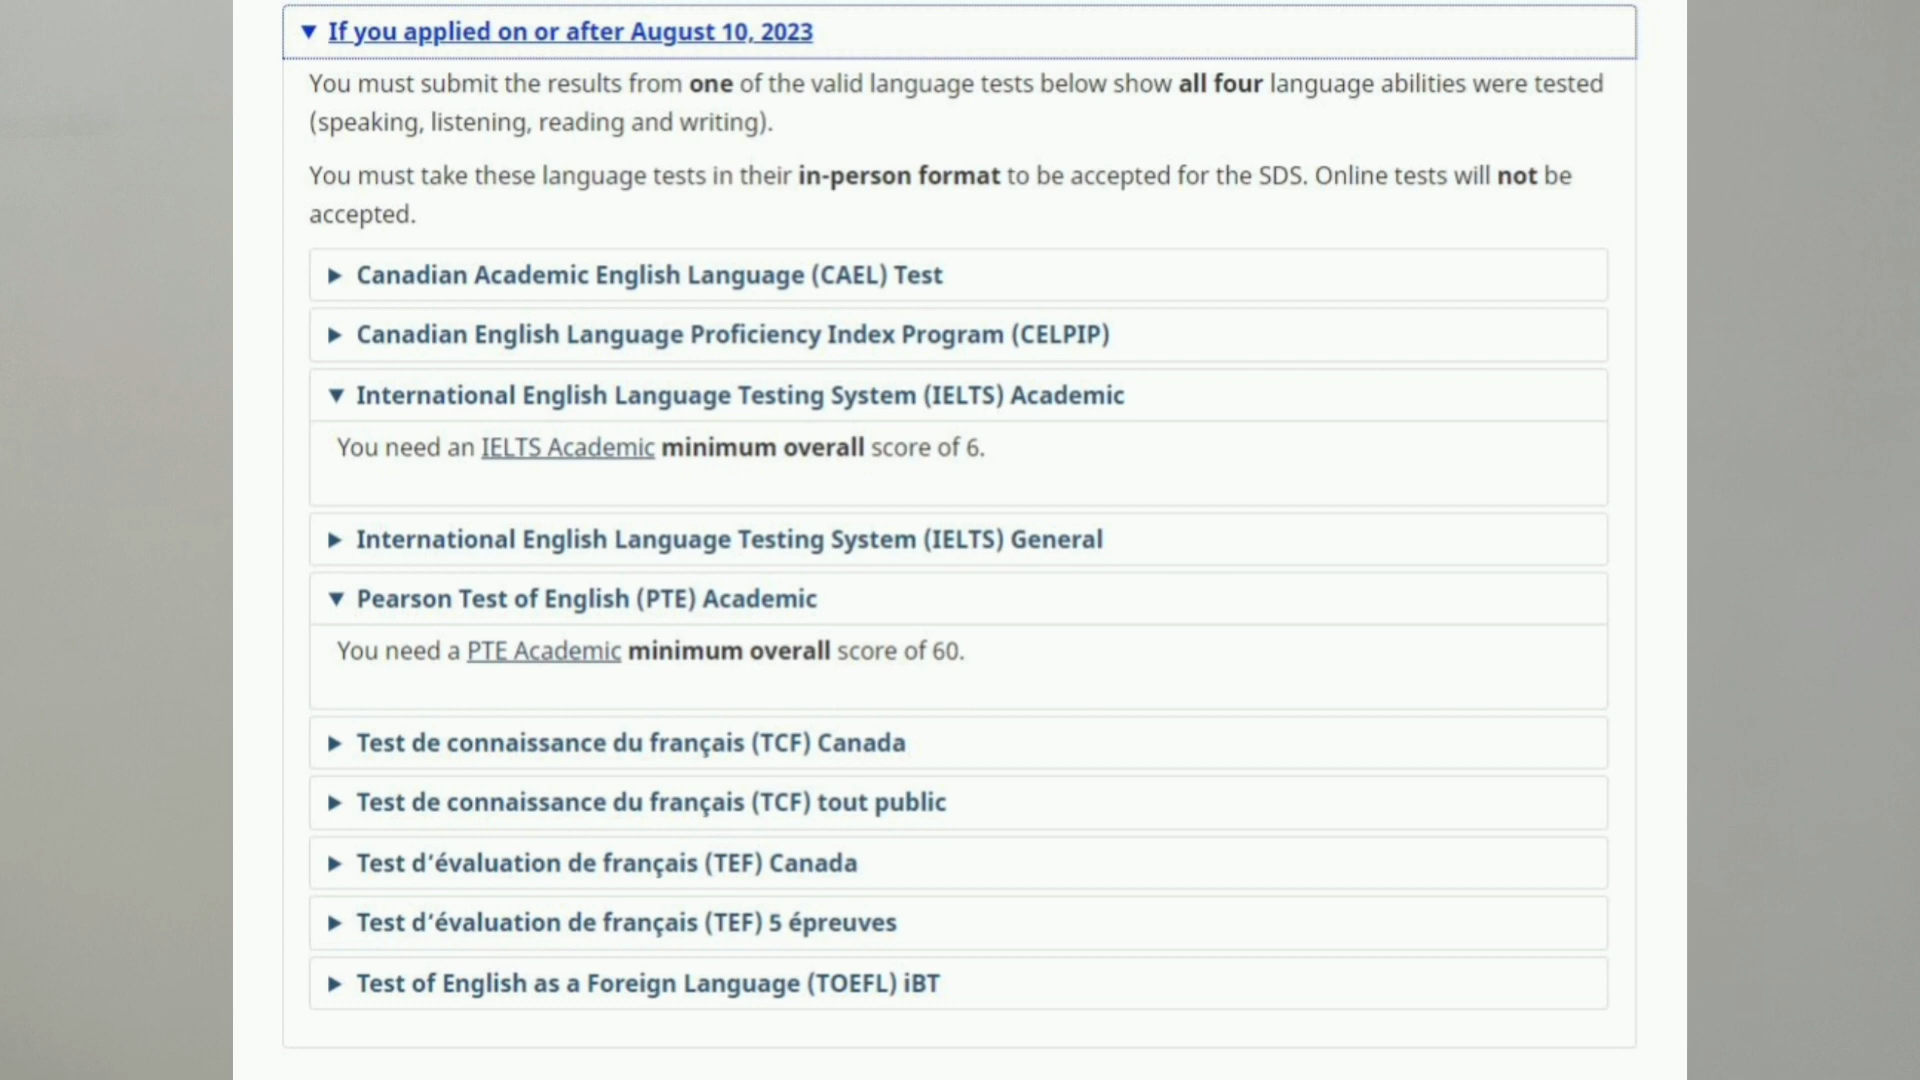 If you applied on or after August 10, 2023
You must submit the results from one of the valid language tests below show all four language abilities were tested
(speaking, listening, reading and writing).
You must take these language tests in their in-person format to be accepted for the SDS. Online tests will not be
accepted.
Canadian Academic English Language (CAEL) Test
Canadian English Language Proficiency Index Program (CELPIP)
International English Language Testing System (IELTS) Academic
You need an IELTS Academic minimum overall score of 6.
International English Language Testing System (IELTS) General
Pearson Test of English (PTE) Academic
You need a PTE Academic minimum overall score of 60.
Test de connaissance du français (TCF) Canada
Test de connaissance du français (TCF) tout public
Test d’évaluation de français (TEF) Canada
Test d’évaluation de français (TEF) 5 épreuves
Test of English as a Foreign Language (TOEFL) iBT